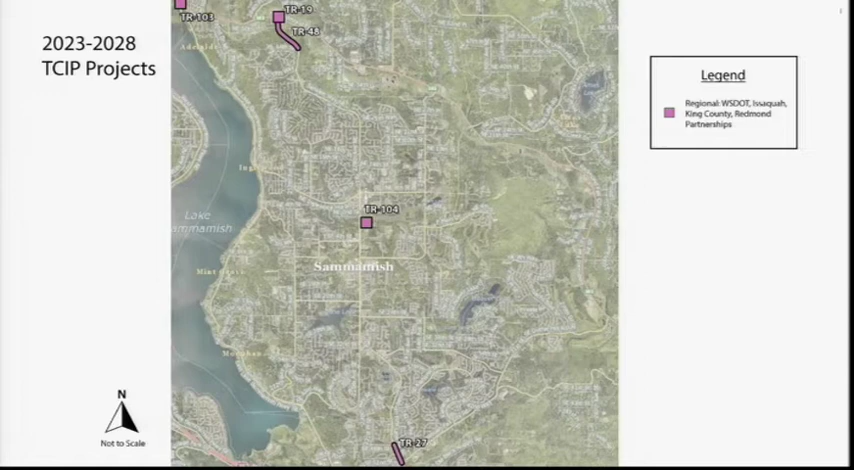 2023-2028
TCIP Projects
TR-103
TR-19
TR-48
Legend
Regional: WSDOT, Issaquah,
King County, Redmond
Partnerships
TR-104
Lake
Sammamish
TR-27
N
Not to Scale